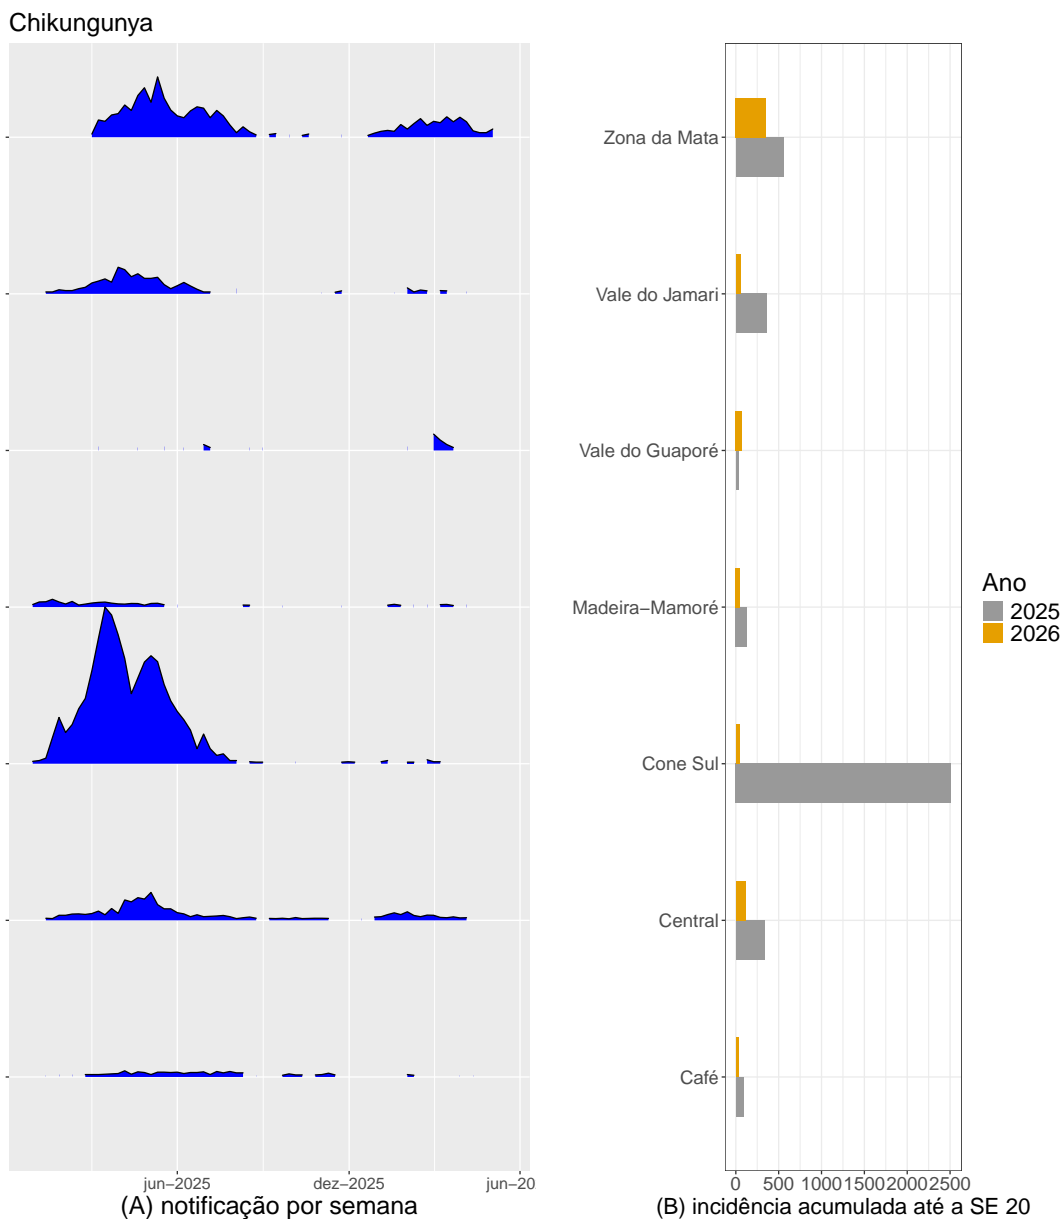 Chikungunya
Zona da Mata
Vale do Jamari
Vale do Guaporé
Madeira−Mamoré
Cone Sul
Central
Café
jun−2025
dez−2025
jun−20
(A) notificação por semana
0
500
1000
1500
2000
2500
(B) incidência acumulada até a SE 20
Ano
2025
2026